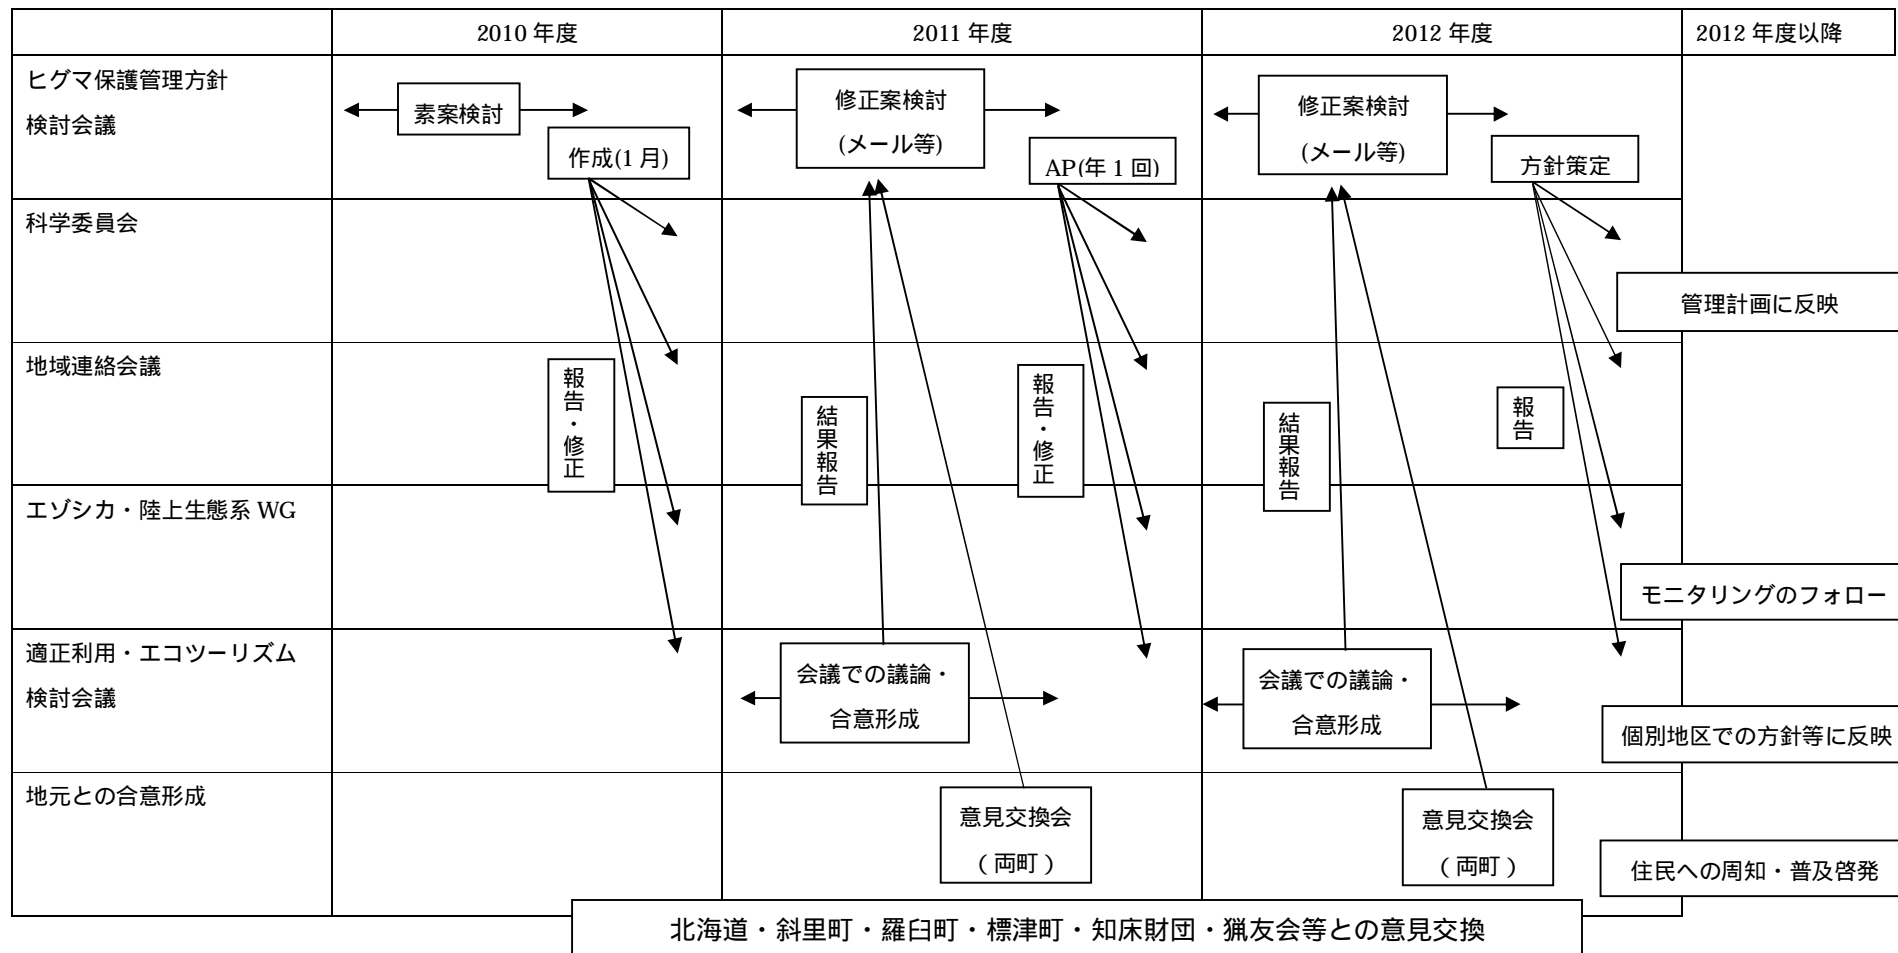 2010 年度
2011 年度
2012 年度
2012 年度以降
ヒグマ保護管理方針
検討会議
素案検討
作成(1 月)
修正案検討
(メール等)
AP(年 1 回)
修正案検討
(メール等)
方針策定
科学委員会
管理計画に反映
地域連絡会議
報告・修正
結果報告
報告・修正
結果報告
報告
エゾシカ・陸上生態系 WG
モニタリングのフォロー
適正利用・エコツーリズム
検討会議
会議での議論・
合意形成
会議での議論・
合意形成
個別地区での方針等に反映
地元との合意形成
意見交換会
（両町）
意見交換会
（両町）
住民への周知・普及啓発
北海道・斜里町・羅臼町・標津町・知床財団・猟友会等との意見交換